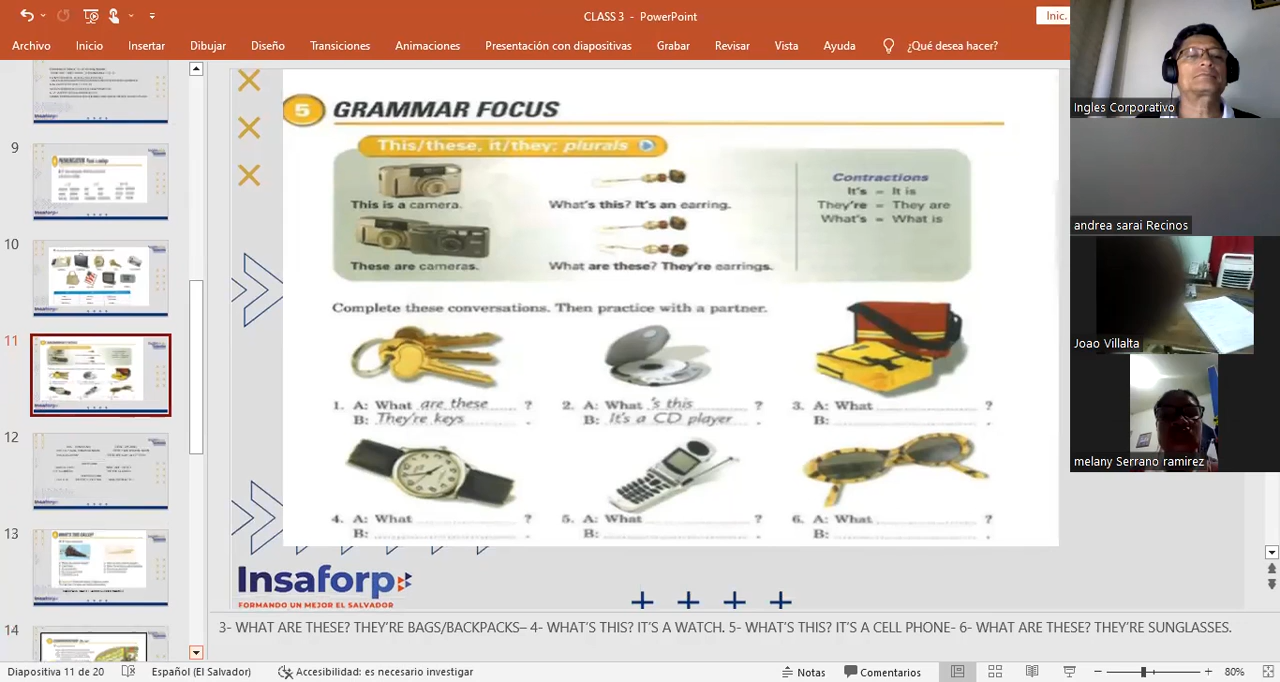 CLASS 3 - PowerPoint
Inic.
Archivo Inicio Insertar Dibujar Diseño Transiciones Animaciones Presentación con diapositivas Grabar Revisar Vista Ayuda ¿Qué desea hacer?
9
10
11
12
13
14
5 GRAMMAR FOCUS
This/these, it/they; plurals
This is a camera.
What's this? It's an earring.
These are cameras.
What are these? They're earrings.
Contractions
It's = It is
They're = They are
What's = What is
Complete these conversations. Then practice with a partner.
1. A: What are these ?
B: They're keys .
2. A: What 's this ?
B: It's a CD player .
3. A: What ?
B: .
4. A: What ?
B: .
5. A: What ?
B: .
6. A: What ?
B: .
Insaforp
FORMANDO UN MEJOR EL SALVADOR
3- WHAT ARE THESE? THEY'RE BAGS/BACKPACKS– 4- WHAT'S THIS? IT'S A WATCH. 5- WHAT'S THIS? IT'S A CELL PHONE- 6- WHAT ARE THESE? THEY'RE SUNGLASSES.
Diapositiva 11 de 20 Español (El Salvador) Accesibilidad: es necesario investigar Notas Comentarios 80%
Ingles Corporativo
andrea sarai Recinos
Joao Villalta
melany Serrano ramirez